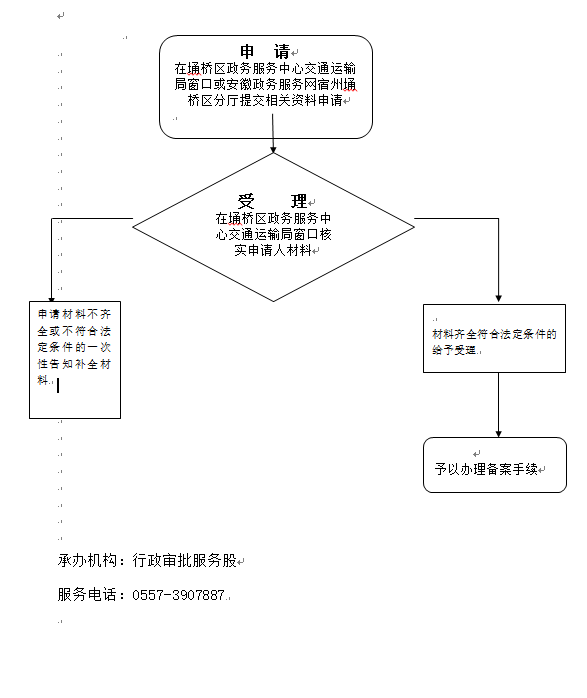 申 请
在埇桥区政务服务中心交通运输
局窗口或安徽政务服务网宿州埇
桥区分厅提交相关资料申请
受 理
在埇桥区政务服务中
心交通运输局窗口核
实申请人材料
申请材料不齐
全或不符合法
定条件的一次
性告知补全材
料
材料齐全符合法定条件的
给予受理
予以办理备案手续
承办机构：行政审批服务股
服务电话：0557-3907887